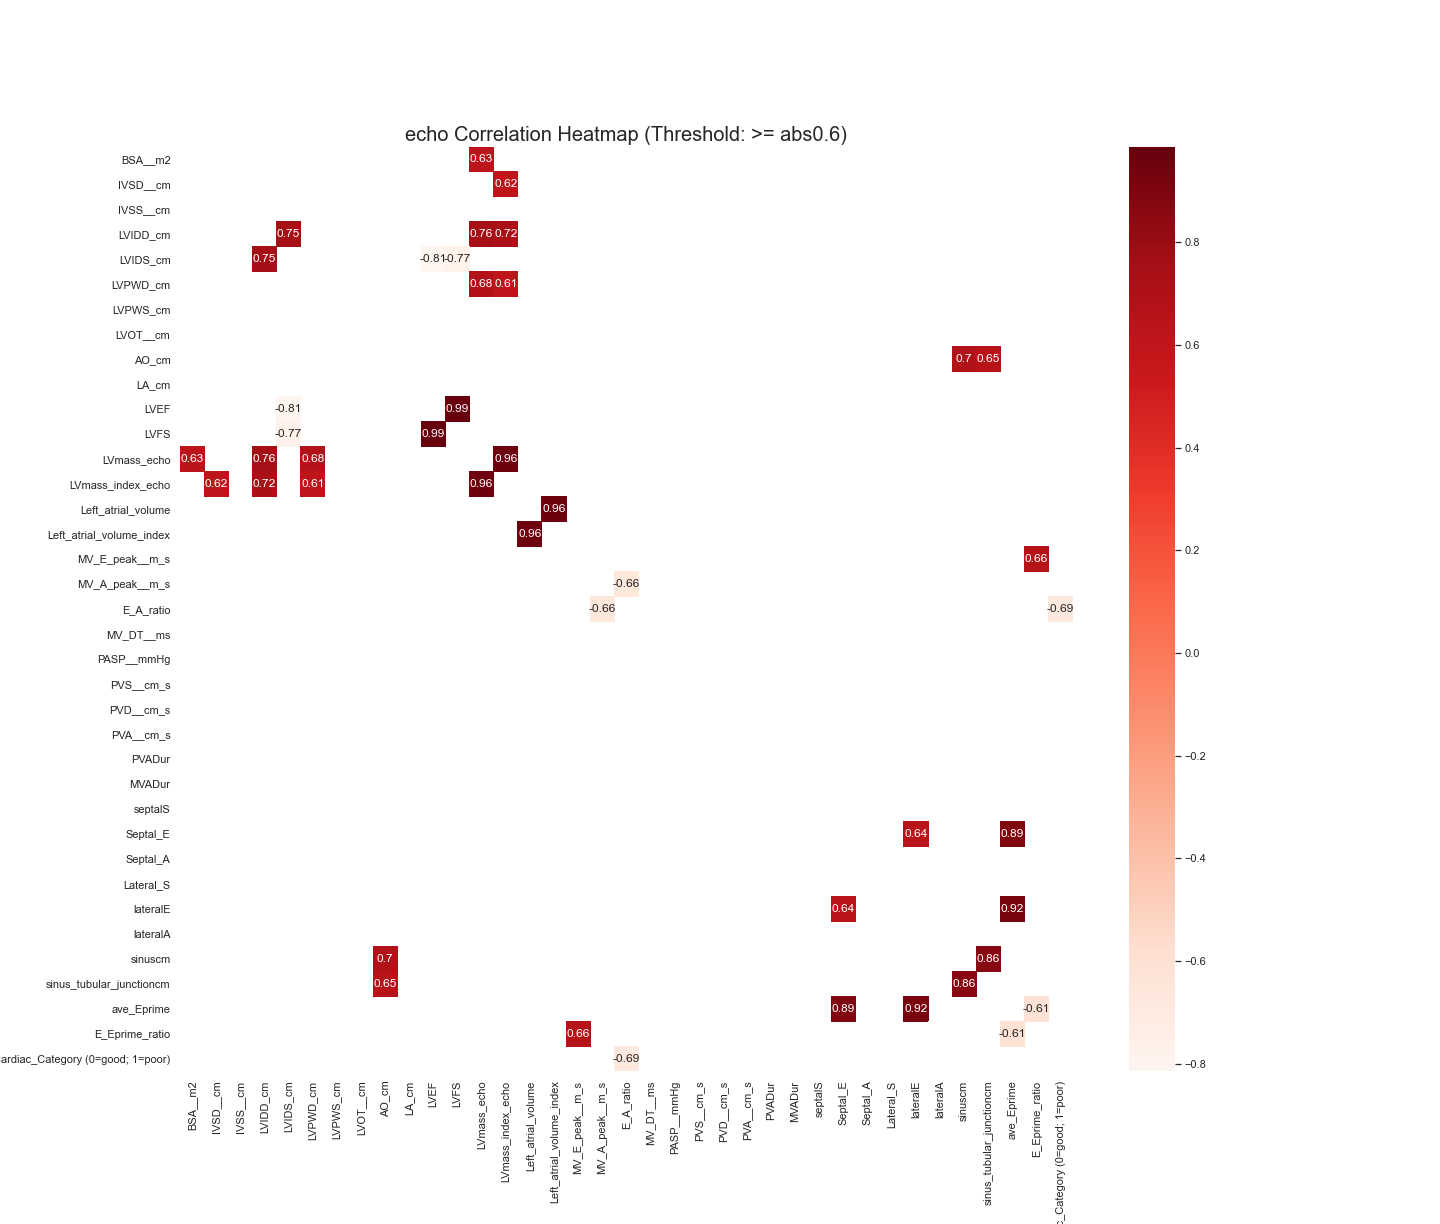 echo Correlation Heatmap (Threshold: >= abs0.6)
BSA__m2 0.63
IVSD__cm 0.62
IVSS__cm
LVIDD_cm 0.75 0.76 0.72
LVIDS_cm 0.75 -0.81 -0.77
LVPWD_cm 0.68 0.61
LVPWS_cm
LVOT__cm
AO_cm 0.7 0.65
LA_cm
LVEF -0.81 0.99
LVFS -0.77 0.99
LVmass_echo 0.63 0.76 0.68 0.96
LVmass_index_echo 0.62 0.72 0.61 0.96
Left_atrial_volume 0.96
Left_atrial_volume_index 0.96
MV_E_peak__m_s 0.66
MV_A_peak__m_s -0.66
E_A_ratio -0.66 -0.69
MV_DT__ms
PASP__mmHg
PVS__cm_s
PVD__cm_s
PVA__cm_s
PVADur
MVADur
septalS
Septal_E 0.64 0.89
Septal_A
Lateral_S
lateralE 0.64 0.92
lateralA
sinuscm 0.7 0.86
sinus_tubular_junctioncm 0.65 0.86
ave_Eprime 0.89 0.92 -0.61
E_Eprime_ratio 0.66 -0.61
ardiac_Category (0=good; 1=poor) -0.69
BSA__m2
IVSD__cm
IVSS__cm
LVIDD_cm
LVIDS_cm
LVPWD_cm
LVPWS_cm
LVOT__cm
AO_cm
LA_cm
LVEF
LVFS
LVmass_echo
LVmass_index_echo
Left_atrial_volume
Left_atrial_volume_index
MV_E_peak__m_s
MV_A_peak__m_s
E_A_ratio
MV_DT__ms
PASP__mmHg
PVS__cm_s
PVD__cm_s
PVA__cm_s
PVADur
MVADur
septalS
Septal_E
Septal_A
Lateral_S
lateralE
lateralA
sinuscm
sinus_tubular_junctioncm
ave_Eprime
E_Eprime_ratio
c_Category (0=good; 1=poor)
0.8
0.6
0.4
0.2
0.0
−0.2
−0.4
−0.6
−0.8